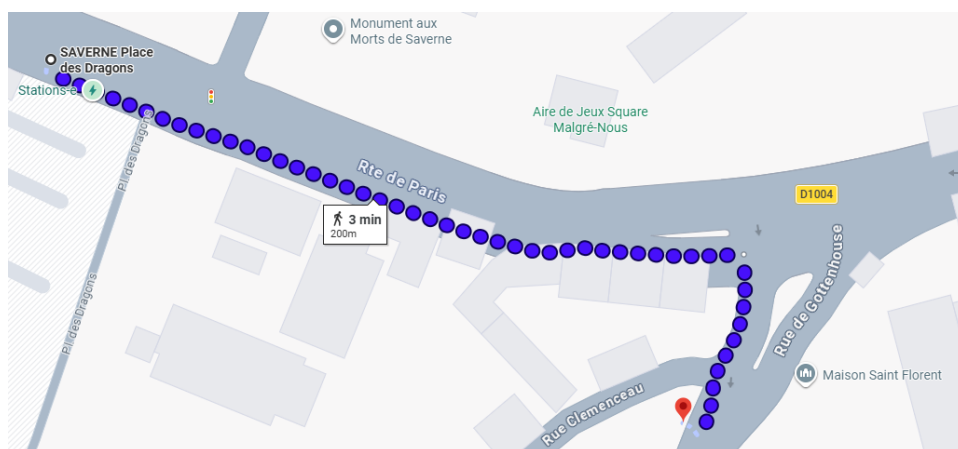 Monument aux
Morts de Saverne
SAVERNE Place
des Dragons
Stations-e
Aire de Jeux Square
Malgré-Nous
Pl. des Dragons
Rte de Paris
D1004
3 min
200m
Rue de Gottenhouse
Pl. des Dragons
Maison Saint Florent
Rue Clemenceau